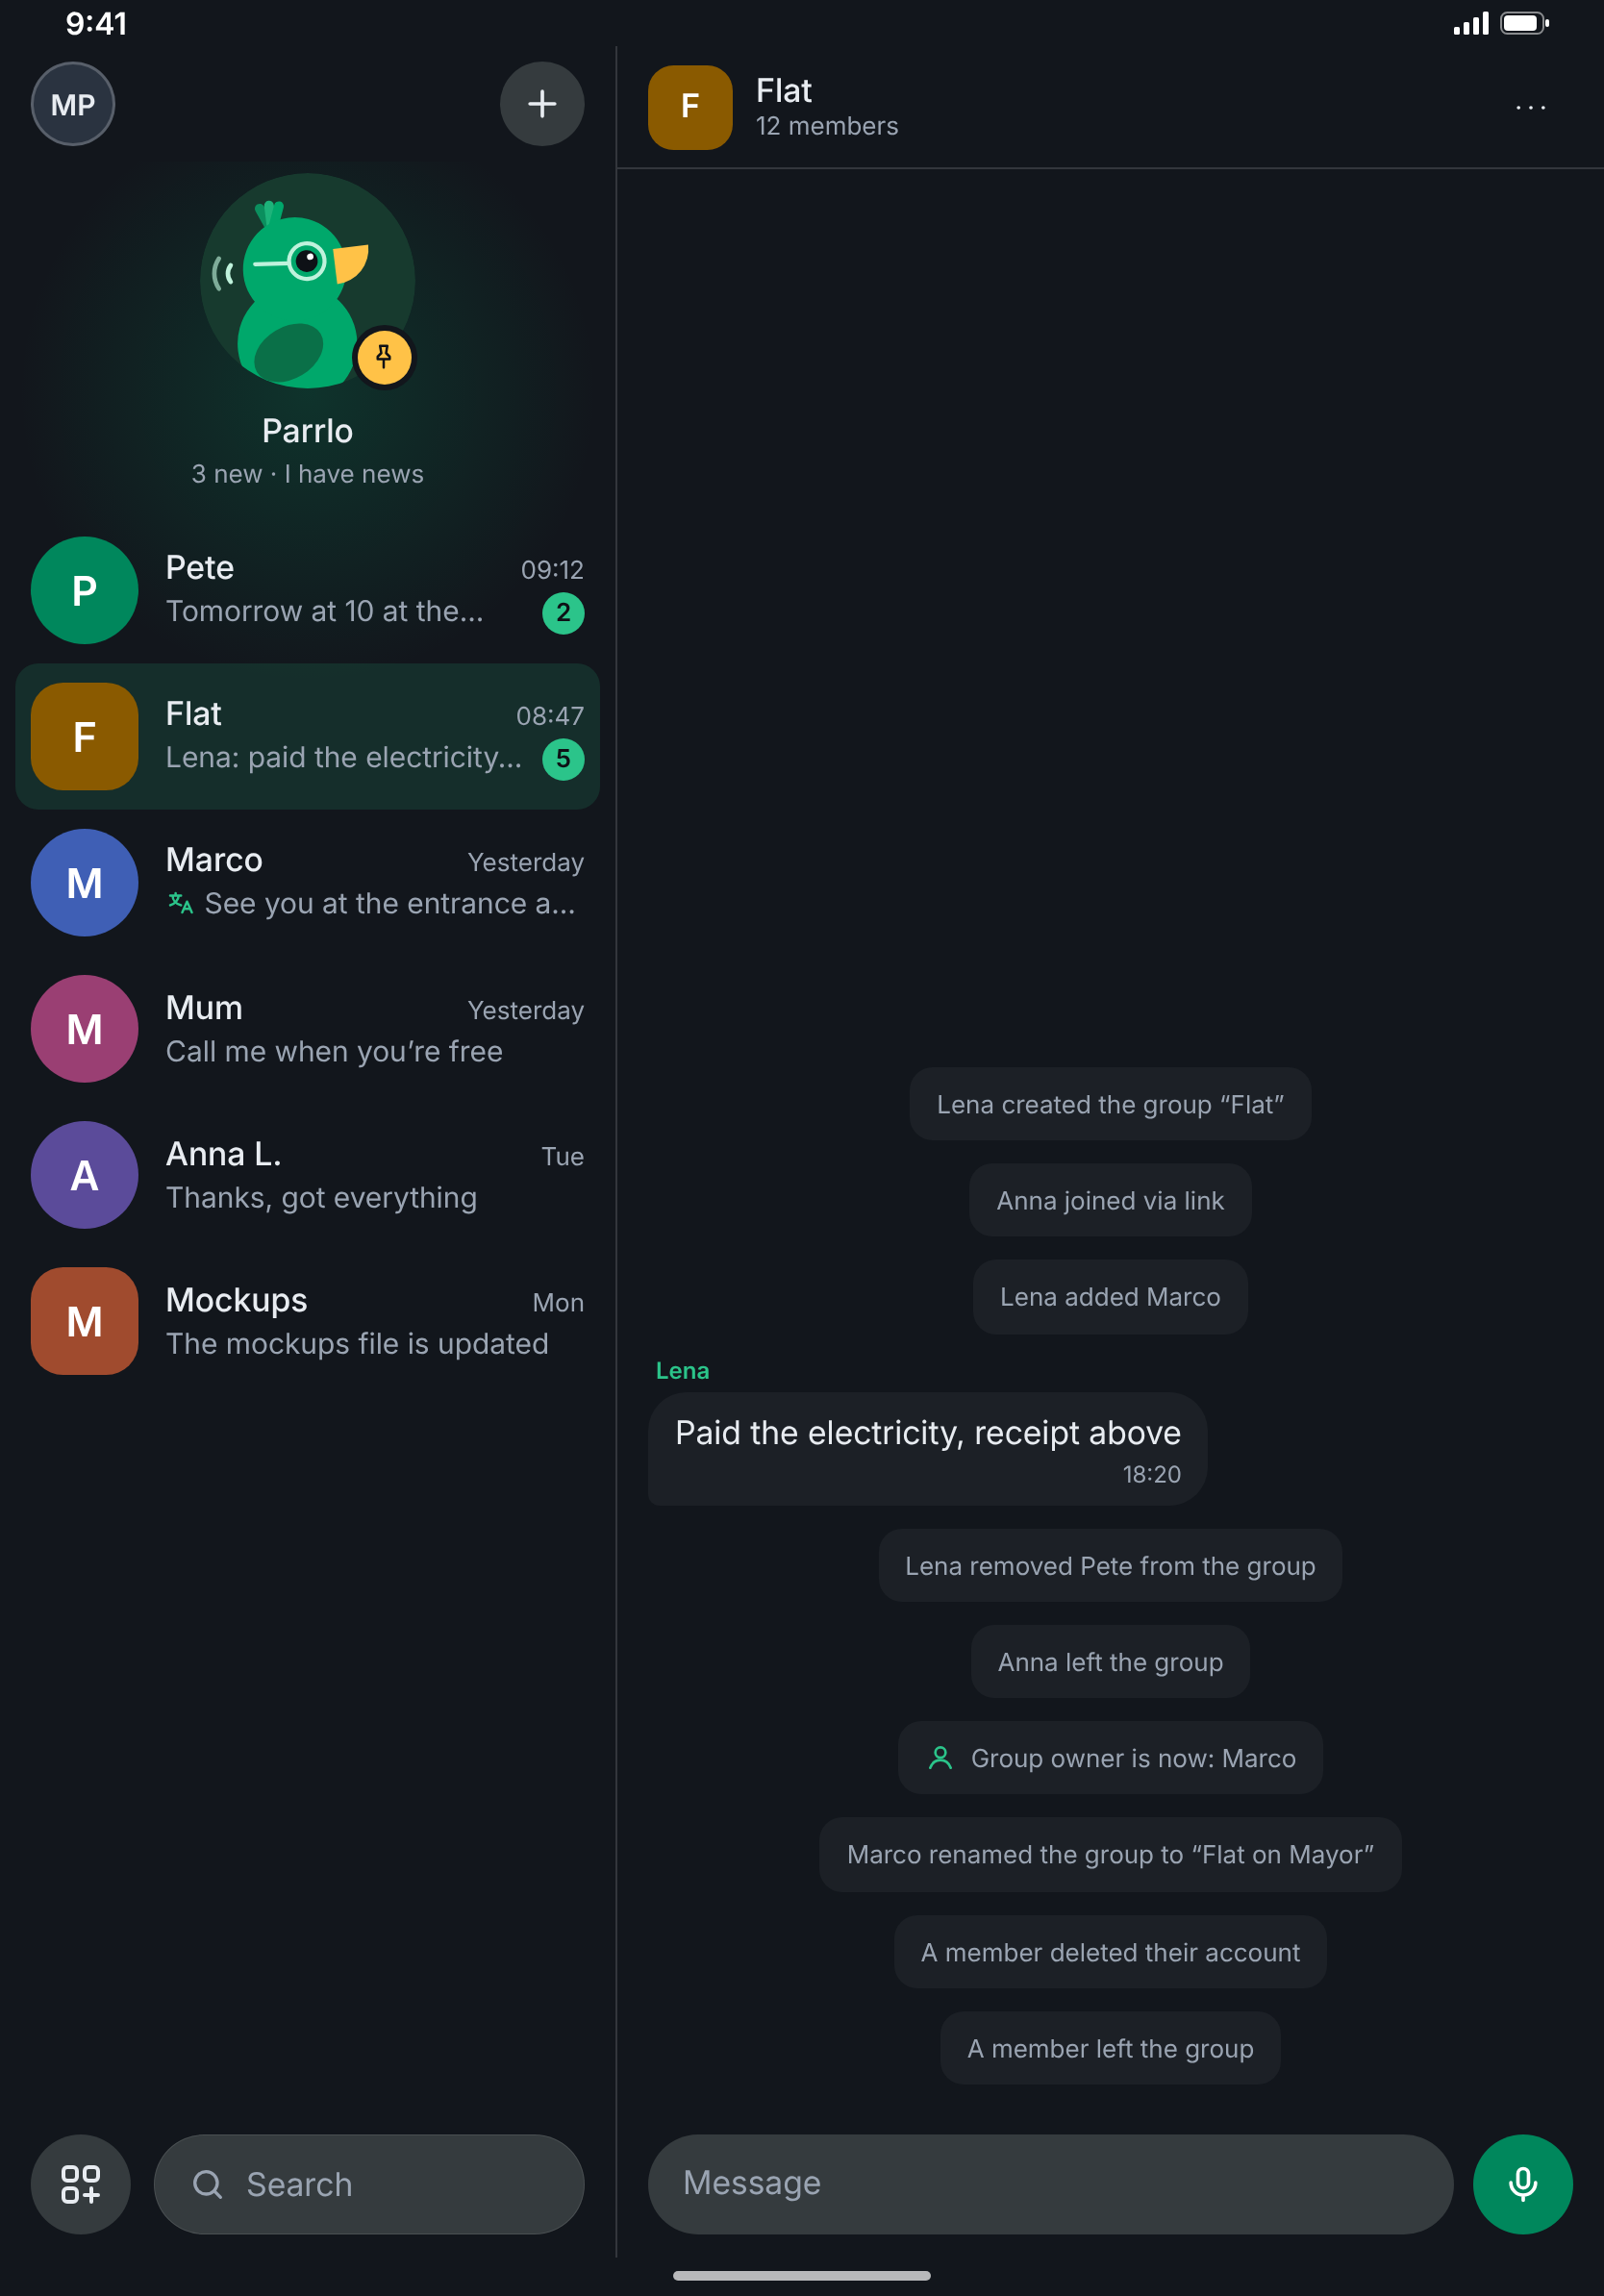 9:41
MP
Parrlo
3 new · I have news
P
Pete
09:12
Tomorrow at 10 at the...
2
F
Flat
08:47
Lena: paid the electricity...
5
M
Marco
Yesterday
See you at the entrance a...
M
Mum
Yesterday
Call me when you’re free
A
Anna L.
Tue
Thanks, got everything
M
Mockups
Mon
The mockups file is updated
Search
F
Flat
12 members
Lena created the group “Flat”
Anna joined via link
Lena added Marco
Lena
Paid the electricity, receipt above
18:20
Lena removed Pete from the group
Anna left the group
Group owner is now: Marco
Marco renamed the group to “Flat on Mayor”
A member deleted their account
A member left the group
Message